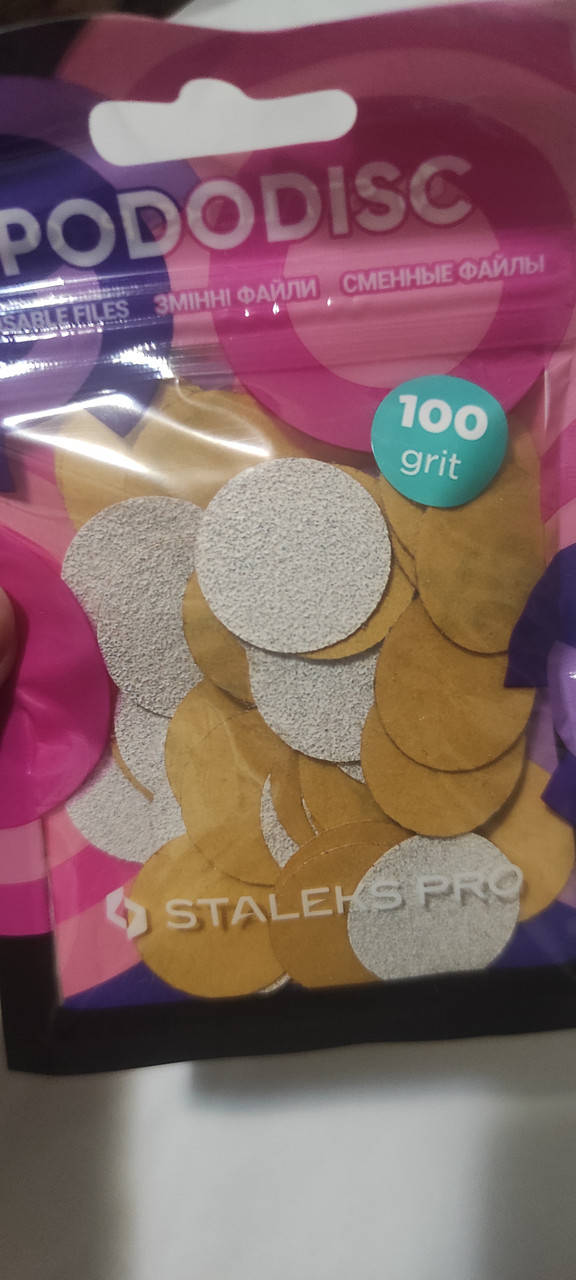 PODODISC
SABLE FILES ЗМІННІ ФАЙЛИ СМЕННЫЕ ФАЙЛЫ
100
grit
STALEKS PRO